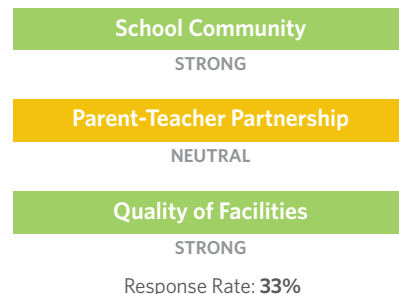 School Community
STRONG
Parent-Teacher Partnership
NEUTRAL
Quality of Facilities
STRONG
Response Rate: 33%